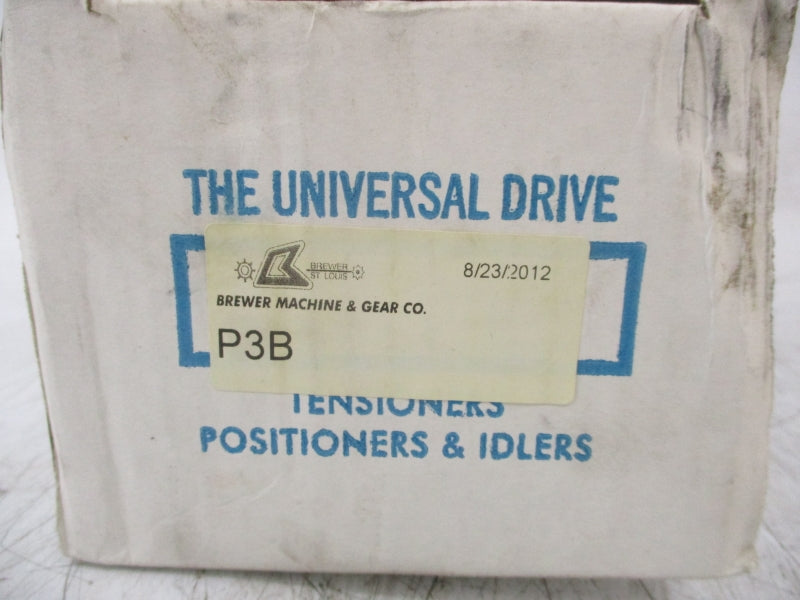 THE UNIVERSAL DRIVE
BREWER
ST. LOUIS
8/23/2012
BREWER MACHINE & GEAR CO.
P3B
TENSIONERS
POSITIONERS & IDLERS